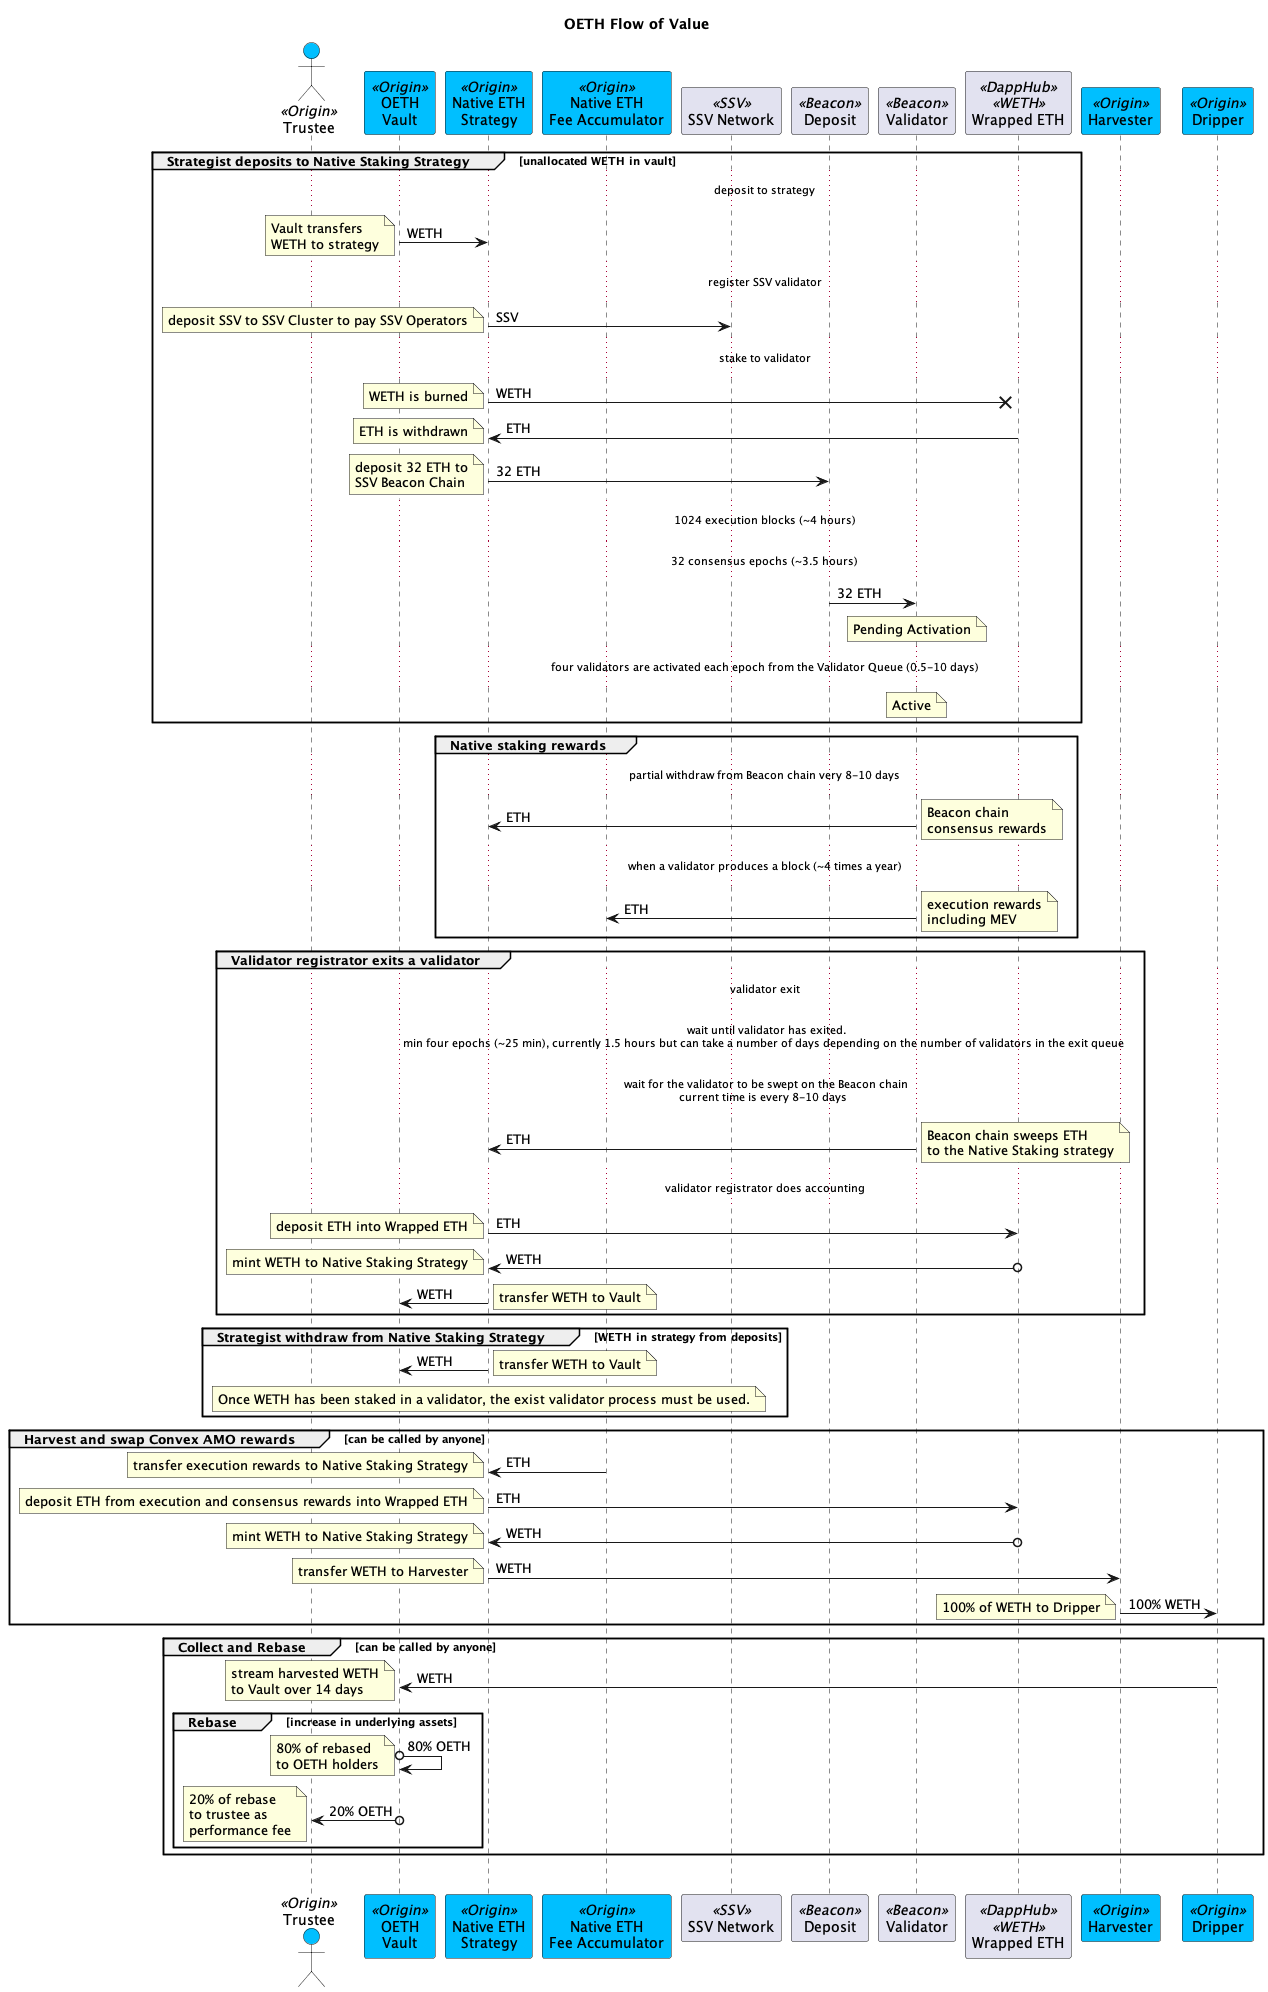 OETH Flow of Value
«Origin»
Trustee
«Origin»
OETH
Vault
«Origin»
Native ETH
Strategy
«Origin»
Native ETH
Fee Accumulator
«SSV»
SSV Network
«Beacon»
Deposit
«Beacon»
Validator
«DappHub»
«WETH»
Wrapped ETH
«Origin»
Harvester
«Origin»
Dripper
Strategist deposits to Native Staking Strategy [unallocated WETH in vault]
deposit to strategy
Vault transfers
WETH to strategy
WETH
register SSV validator
deposit SSV to SSV Cluster to pay SSV Operators
SSV
stake to validator
WETH is burned
WETH
ETH is withdrawn
ETH
deposit 32 ETH to
SSV Beacon Chain
32 ETH
1024 execution blocks (~4 hours)
32 consensus epochs (~3.5 hours)
32 ETH
Pending Activation
four validators are activated each epoch from the Validator Queue (0.5-10 days)
Active
Native staking rewards
partial withdraw from Beacon chain very 8-10 days
ETH
Beacon chain
consensus rewards
when a validator produces a block (~4 times a year)
ETH
execution rewards
including MEV
Validator registrator exits a validator
validator exit
wait until validator has exited.
min four epochs (~25 min), currently 1.5 hours but can take a number of days depending on the number of validators in the exit queue
wait for the validator to be swept on the Beacon chain
current time is every 8-10 days
ETH
Beacon chain sweeps ETH
to the Native Staking strategy
validator registrator does accounting
deposit ETH into Wrapped ETH
ETH
mint WETH to Native Staking Strategy
WETH
WETH
transfer WETH to Vault
Strategist withdraw from Native Staking Strategy [WETH in strategy from deposits]
WETH
transfer WETH to Vault
Once WETH has been staked in a validator, the exist validator process must be used.
Harvest and swap Convex AMO rewards [can be called by anyone]
transfer execution rewards to Native Staking Strategy
ETH
deposit ETH from execution and consensus rewards into Wrapped ETH
ETH
mint WETH to Native Staking Strategy
WETH
transfer WETH to Harvester
WETH
100% of WETH to Dripper
100% WETH
Collect and Rebase [can be called by anyone]
stream harvested WETH
to Vault over 14 days
WETH
Rebase [increase in underlying assets]
80% of rebased
to OETH holders
80% OETH
20% of rebase
to trustee as
performance fee
20% OETH
«Origin»
Trustee
«Origin»
OETH
Vault
«Origin»
Native ETH
Strategy
«Origin»
Native ETH
Fee Accumulator
«SSV»
SSV Network
«Beacon»
Deposit
«Beacon»
Validator
«DappHub»
«WETH»
Wrapped ETH
«Origin»
Harvester
«Origin»
Dripper